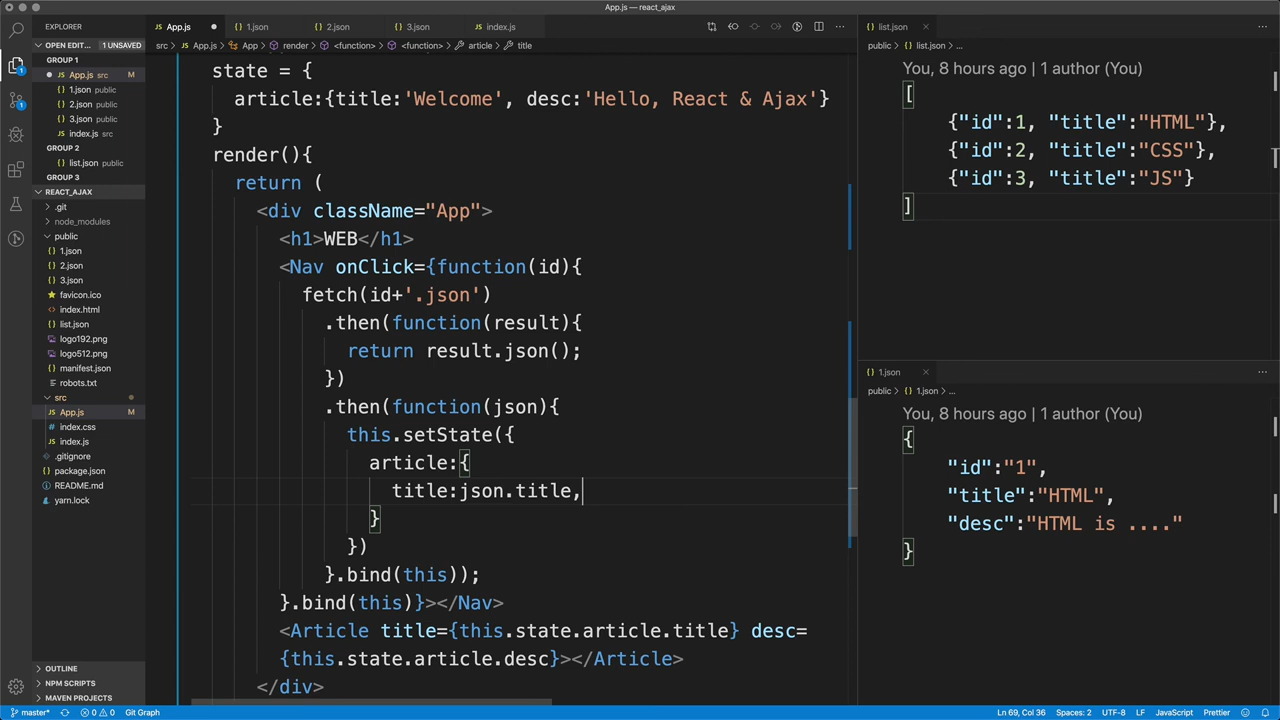 App.js — react_ajax
EXPLORER
OPEN EDIT... 1 UNSAVED
GROUP 1
App.js src M
1.json public
2.json public
3.json public
index.js src
GROUP 2
list.json public
GROUP 3
REACT_AJAX
.git
node_modules
public
1.json
2.json
3.json
favicon.ico
index.html
list.json
logo192.png
logo512.png
manifest.json
robots.txt
src
App.js M
index.css
index.js
.gitignore
package.json
README.md
yarn.lock
OUTLINE
NPM SCRIPTS
MAVEN PROJECTS
App.js 1.json 2.json 3.json index.js
src > App.js > App > render > <function> > <function> > article > title
state = {
article:{title:'Welcome', desc:'Hello, React & Ajax'}
}
render(){
return (
<div className="App">
<h1>WEB</h1>
<Nav onClick={function(id){
fetch(id+'.json')
.then(function(result){
return result.json();
})
.then(function(json){
this.setState({
article:{
title:json.title,
}
})
}.bind(this));
}.bind(this)}></Nav>
<Article title={this.state.article.title} desc=
{this.state.article.desc}></Article>
</div>
list.json
public > list.json > ...
You, 8 hours ago | 1 author (You)
[
{"id":1, "title":"HTML"},
{"id":2, "title":"CSS"},
{"id":3, "title":"JS"}
]
1.json
public > 1.json > ...
You, 8 hours ago | 1 author (You)
{
"id":"1",
"title":"HTML",
"desc":"HTML is ...."
}
master* 0 0 Git Graph
Ln 69, Col 36 Spaces: 2 UTF-8 LF JavaScript Prettier